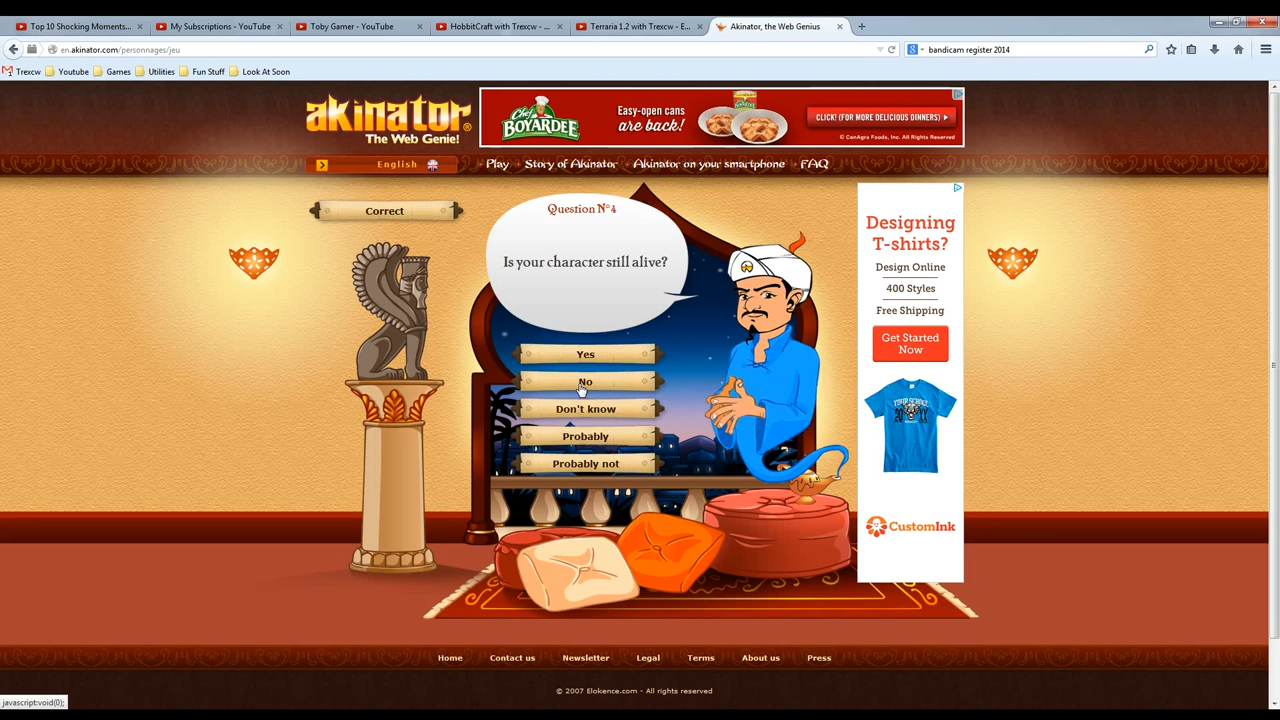 Top 10 Shocking Moments...
My Subscriptions - YouTube
Toby Gamer - YouTube
HobbitCraft with Trexcw - ...
Terraria 1.2 with Trexcw - E...
Akinator, the Web Genius
en.akinator.com/personnages/jeu
bandicam register 2014
Trexcw
Youtube
Games
Utilities
Fun Stuff
Look At Soon
akinator
The Web Genie!
Chef
BOYARDEE
Easy-open cans
are back!
CLICK! (FOR MORE DELICIOUS DINNERS)
© ConAgra Foods, Inc. All Rights Reserved
English
Play
Story of Akinator
Akinator on your smartphone
FAQ
Correct
Question N°4
Is your character still alive?
Yes
No
Don't know
Probably
Probably not
Designing
T-shirts?
Design Online
400 Styles
Free Shipping
Get Started
Now
CustomInk
Home
Contact us
Newsletter
Legal
Terms
About us
Press
© 2007 Elokence.com - All rights reserved
javascript:void(0);